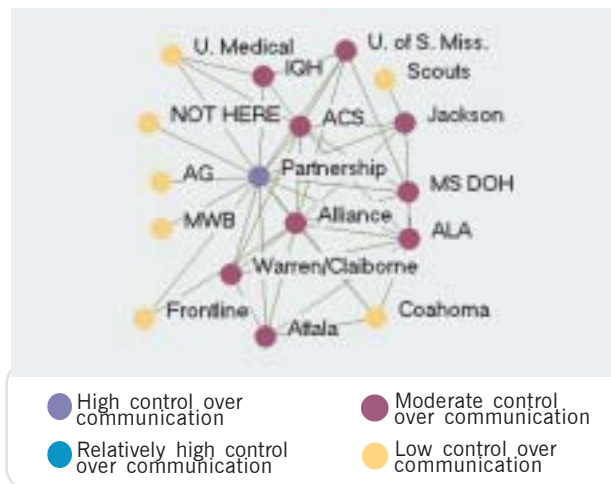 U. Medical
U. of S. Miss.
IQH
Scouts
NOT HERE
ACS
Jackson
AG
Partnership
MS DOH
MWB
Alliance
ALA
Warren/Claiborne
Frontline
Coahoma
Attala
High control over
communication
Moderate control
over communication
Relatively high control
over communication
Low control over
communication